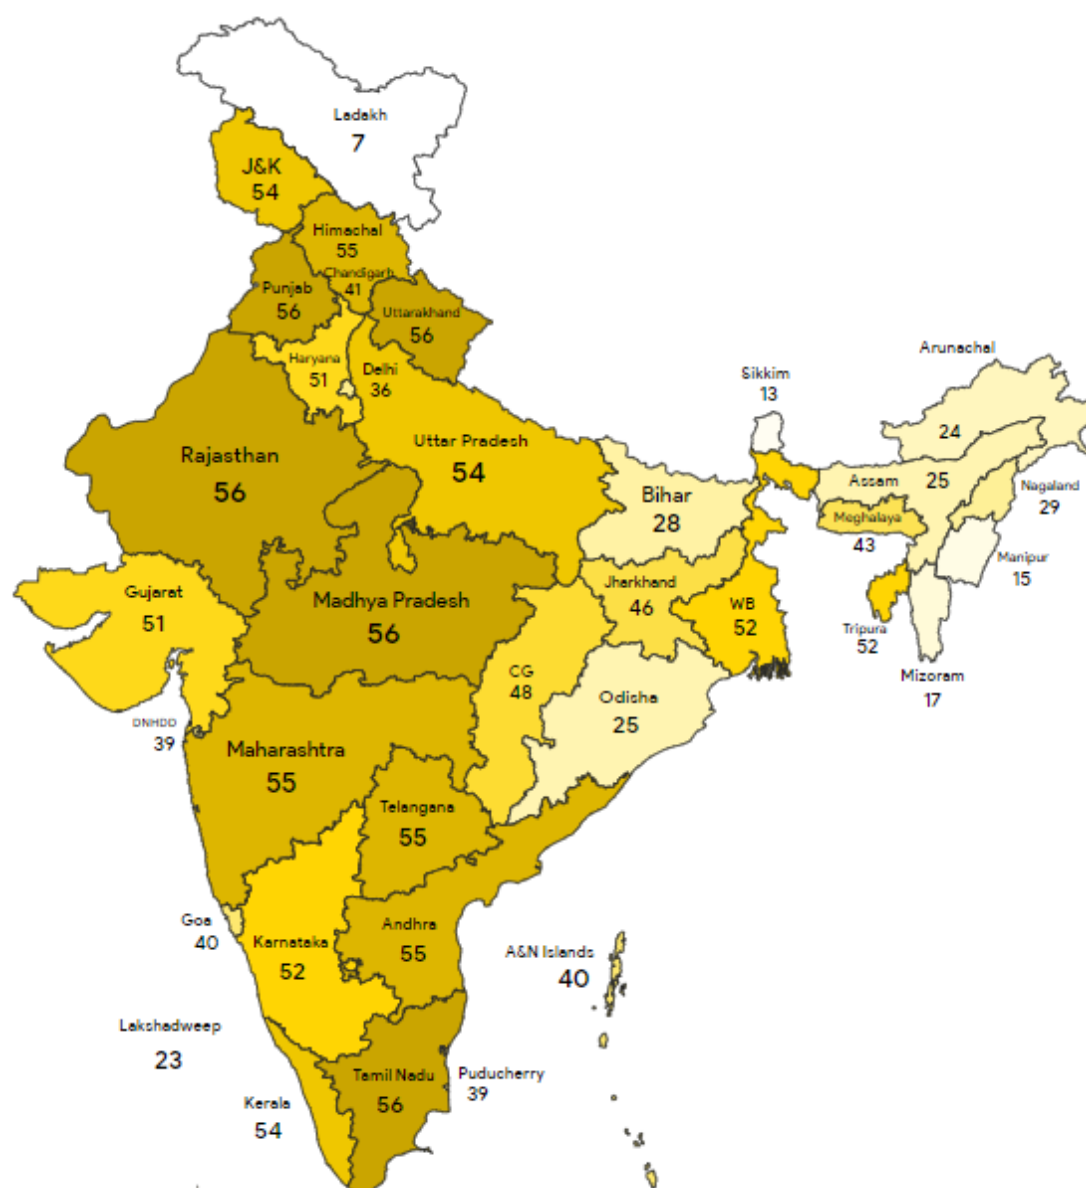 Ladakh
7
J&K
54
Himachal
55
Chandigarh
41
Punjab
56
Uttarakhand
56
Haryana
51
Delhi
36
Arunachal
24
Sikkim
13
Uttar Pradesh
54
Rajasthan
56
Bihar
28
Assam
25
Nagaland
29
Meghalaya
43
Manipur
15
Gujarat
51
Madhya Pradesh
56
Jharkhand
46
WB
52
Tripura
52
Mizoram
17
CG
48
Odisha
25
DNHDD
39
Maharashtra
55
Telangana
55
Goa
40
Karnataka
52
Andhra
55
A&N Islands
40
Lakshadweep
23
Kerala
54
Tamil Nadu
56
Puducherry
39